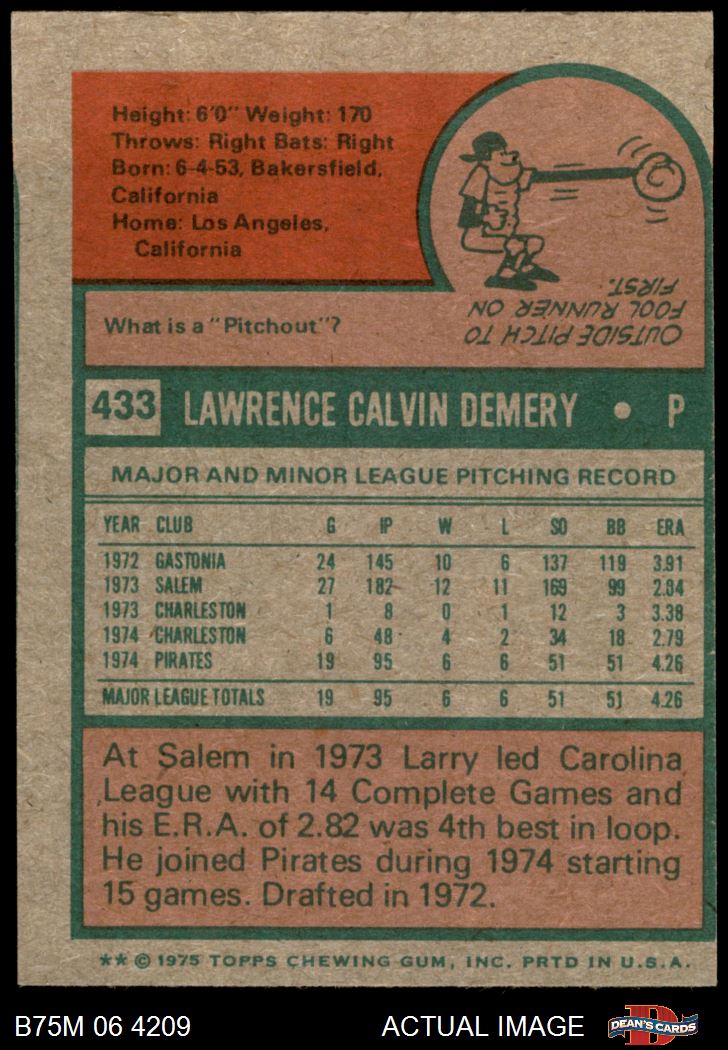 Height: 6'0" Weight: 170
Throws: Right Bats: Right
Born: 6-4-53, Bakersfield,
California
Home: Los Angeles,
California
What is a "Pitchout"?
OUTSIDE PITCH TO
FOOL RUNNER ON
FIRST.
433 LAWRENCE CALVIN DEMERY • P
MAJOR AND MINOR LEAGUE PITCHING RECORD
YEAR CLUB G IP W L SO BB ERA
1972 GASTONIA 24 145 10 6 137 119 3.91
1973 SALEM 27 182 12 11 169 99 2.84
1973 CHARLESTON 1 8 0 1 12 3 3.38
1974 CHARLESTON 6 48 4 2 34 18 2.79
1974 PIRATES 19 95 6 6 51 51 4.26
MAJOR LEAGUE TOTALS 19 95 6 6 51 51 4.26
At Salem in 1973 Larry led Carolina
League with 14 Complete Games and
his E.R.A. of 2.82 was 4th best in loop.
He joined Pirates during 1974 starting
15 games. Drafted in 1972.
** © 1975 TOPPS CHEWING GUM, INC. PRTD IN U.S.A.
B75M 06 4209 ACTUAL IMAGE D DEAN'S CARDS